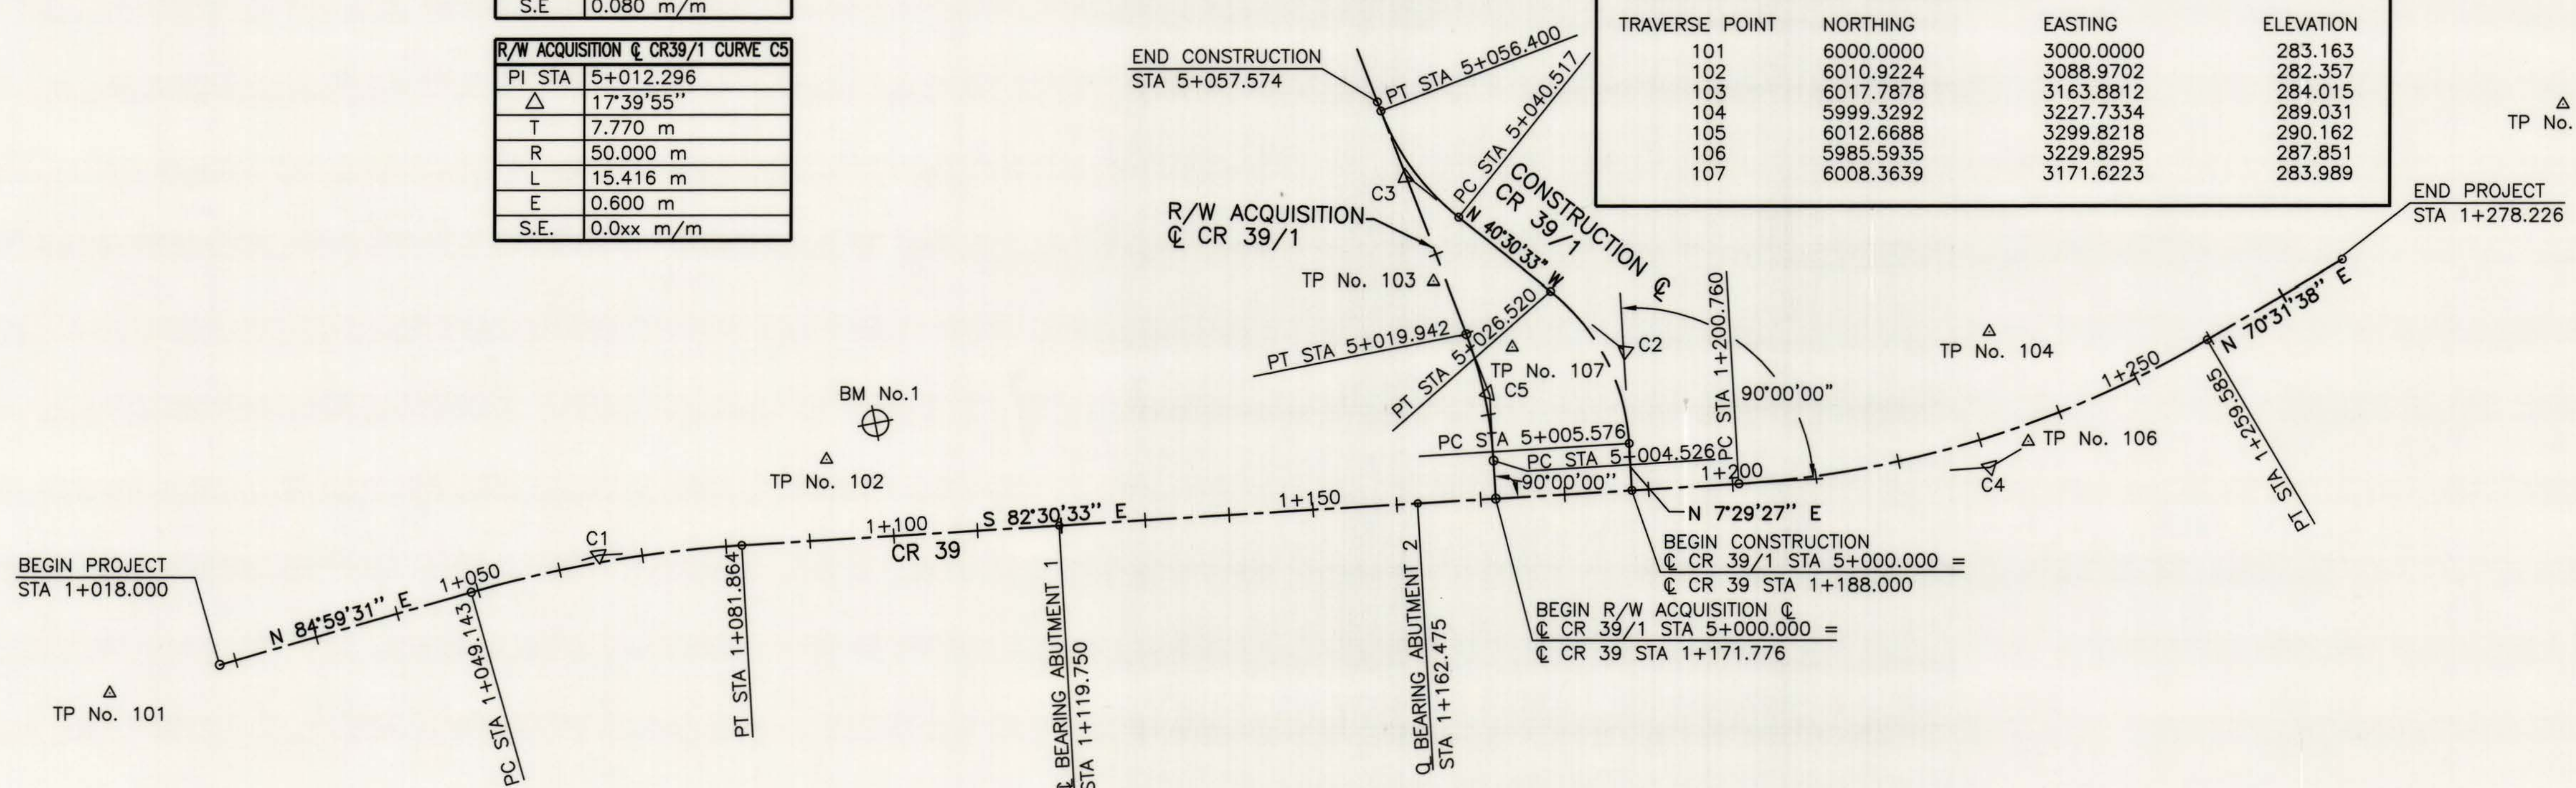 S.E 0.080 m/m
R/W ACQUISITION ℄ CR39/1 CURVE C5
PI STA 5+012.296
△ 17°39'55''
T 7.770 m
R 50.000 m
L 15.416 m
E 0.600 m
S.E. 0.0xx m/m
TRAVERSE POINT NORTHING EASTING ELEVATION
101 6000.0000 3000.0000 283.163
102 6010.9224 3088.9702 282.357
103 6017.7878 3163.8812 284.015
104 5999.3292 3227.7334 289.031
105 6012.6688 3299.8218 290.162
106 5985.5935 3229.8295 287.851
107 6008.3639 3171.6223 283.989
TP No.
END PROJECT
STA 1+278.226
END CONSTRUCTION
STA 5+057.574
PT STA 5+056.400
PC STA 5+040.517
C3
CONSTRUCTION ℄
CR 39/1
R/W ACQUISITION
℄ CR 39/1
N 40°30'33'' W
TP No. 103
PT STA 5+019.942
PT STA 5+026.520
TP No. 107
C5
C2
PC STA 1+200.760
90°00'00''
TP No. 104
1+250
N 70°31'38'' E
PT STA 1+259.585
TP No. 106
C4
PC STA 5+005.576
PC STA 5+004.526
90°00'00''
1+200
BM No.1
TP No. 102
1+150
S 82°30'33'' E
1+100
CR 39
C1
1+050
N 84°59'31'' E
BEGIN PROJECT
STA 1+018.000
TP No. 101
PC STA 1+049.143
PT STA 1+081.864
℄ BEARING ABUTMENT 1
STA 1+119.750
℄ BEARING ABUTMENT 2
STA 1+162.475
N 7°29'27'' E
BEGIN CONSTRUCTION
℄ CR 39/1 STA 5+000.000 =
℄ CR 39 STA 1+188.000
BEGIN R/W ACQUISITION ℄
℄ CR 39/1 STA 5+000.000 =
℄ CR 39 STA 1+171.776